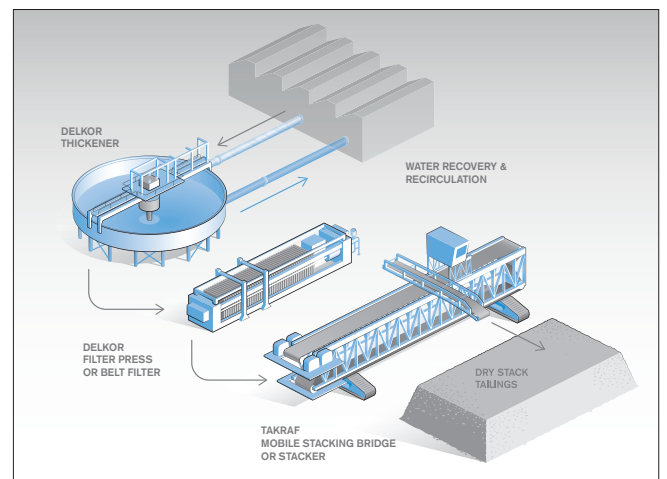 DELKOR
THICKENER
WATER RECOVERY &
RECIRCULATION
DELKOR
FILTER PRESS
OR BELT FILTER
DRY STACK
TAILINGS
TAKRAF
MOBILE STACKING BRIDGE
OR STACKER